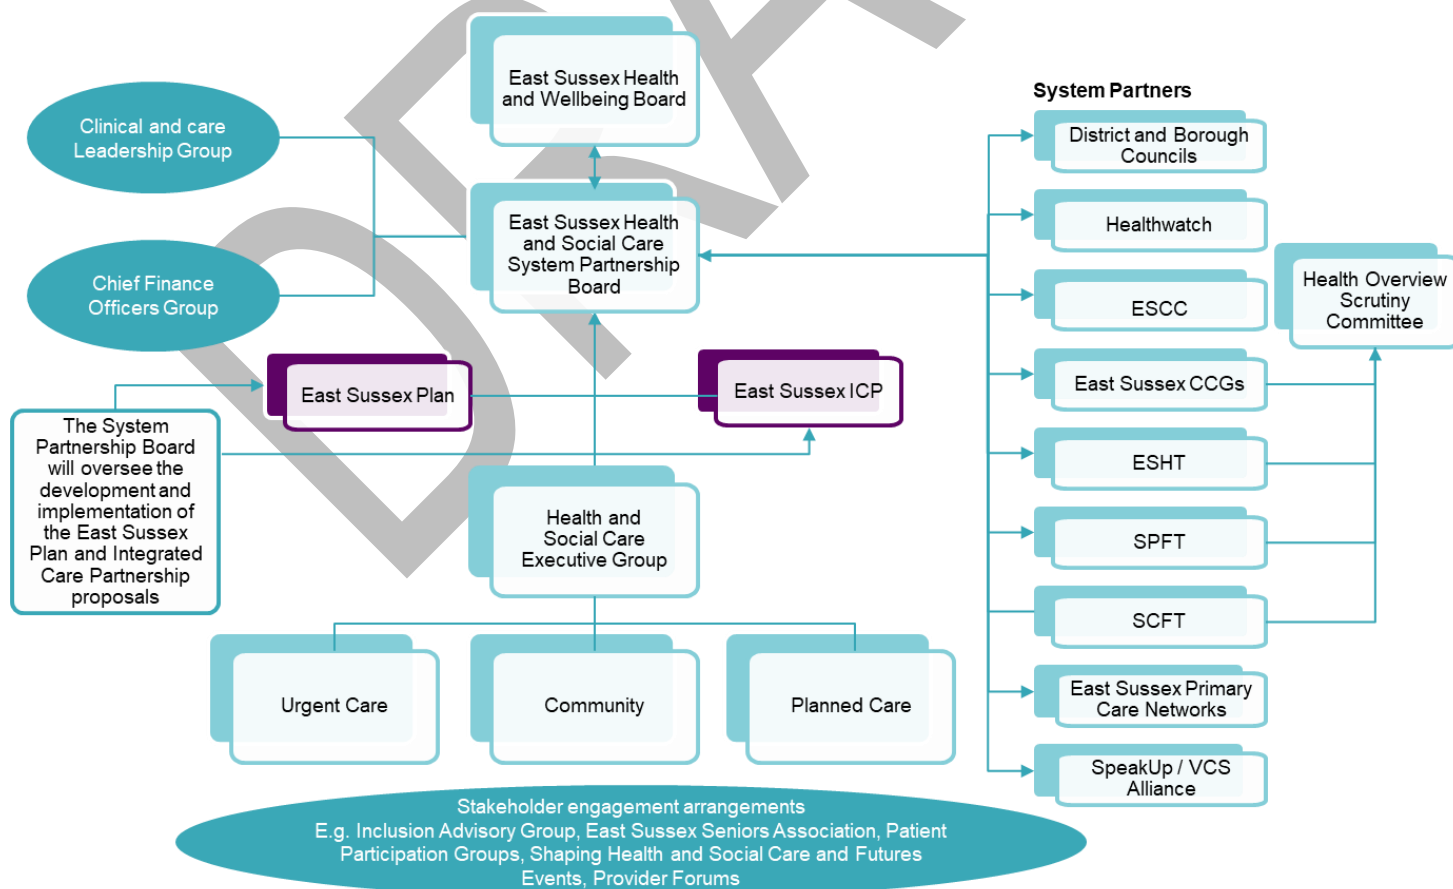 East Sussex Health
and Wellbeing Board
System Partners
Clinical and care
Leadership Group
District and Borough
Councils
East Sussex Health
and Social Care
System Partnership
Board
Healthwatch
Chief Finance
Officers Group
ESCC
Health Overview
Scrutiny
Committee
East Sussex Plan
East Sussex ICP
East Sussex CCGs
The System
Partnership Board
will oversee the
development and
implementation of
the East Sussex
Plan and Integrated
Care Partnership
proposals
ESHT
Health and
Social Care
Executive Group
SPFT
SCFT
Urgent Care
Community
Planned Care
East Sussex Primary
Care Networks
SpeakUp / VCS
Alliance
Stakeholder engagement arrangements
E.g. Inclusion Advisory Group, East Sussex Seniors Association, Patient
Participation Groups, Shaping Health and Social Care and Futures
Events, Provider Forums